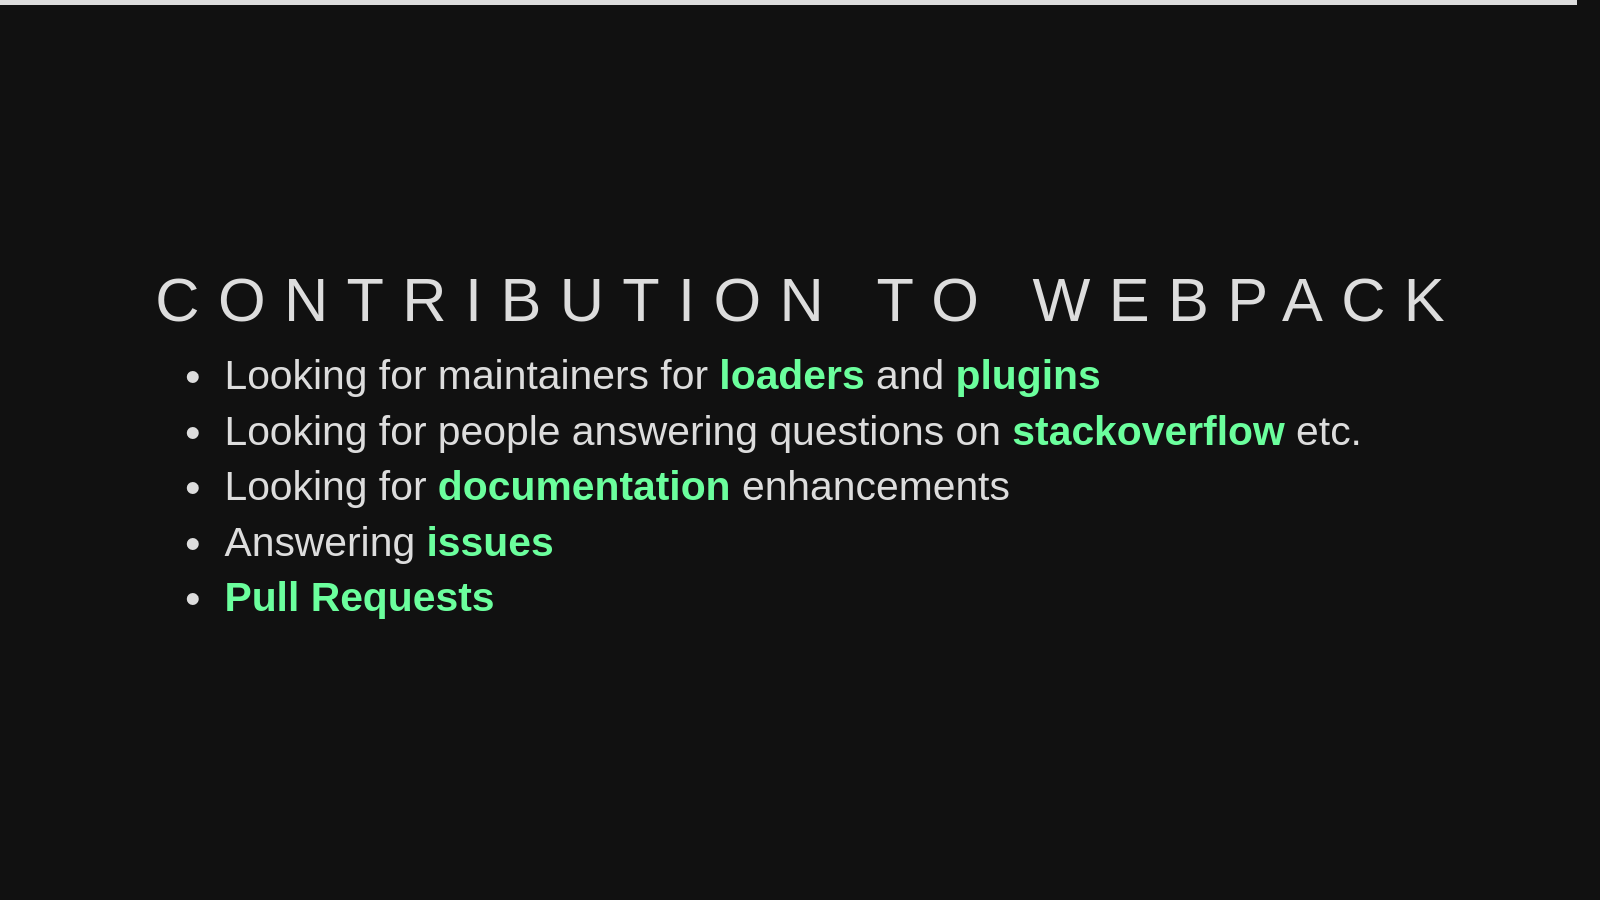 CONTRIBUTION TO WEBPACK
• Looking for maintainers for loaders and plugins
• Looking for people answering questions on stackoverflow etc.
• Looking for documentation enhancements
• Answering issues
• Pull Requests